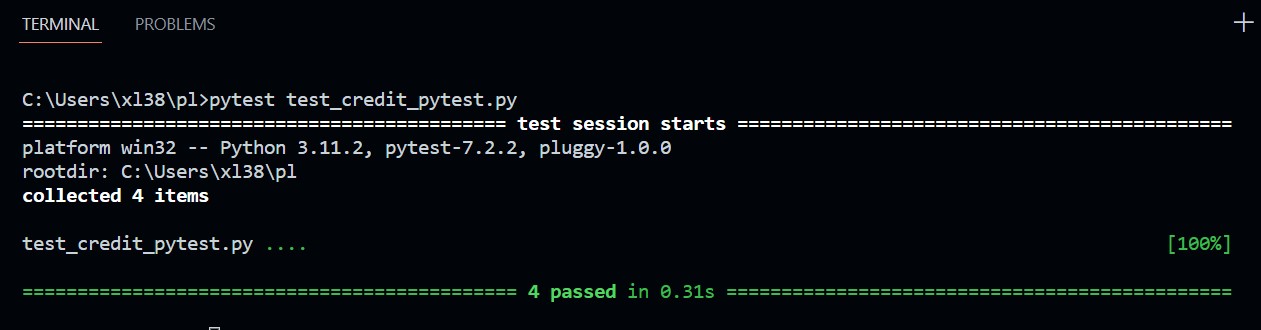 TERMINAL PROBLEMS +
C:\Users\xl38\pl>pytest test_credit_pytest.py
============================================ test session starts =============================================
platform win32 -- Python 3.11.2, pytest-7.2.2, pluggy-1.0.0
rootdir: C:\Users\xl38\pl
collected 4 items
test_credit_pytest.py .... [100%]
============================================= 4 passed in 0.31s ==============================================